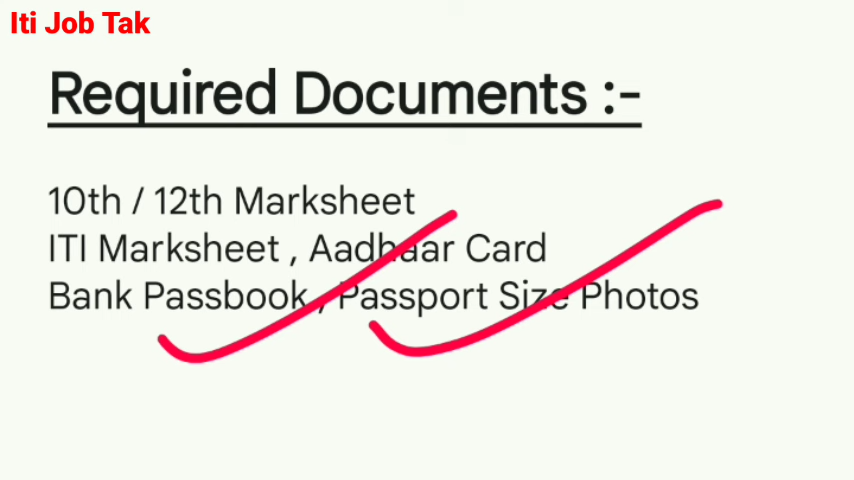 Iti Job Tak
Required Documents :-
10th / 12th Marksheet
ITI Marksheet , Aadhaar Card
Bank Passbook , Passport Size Photos